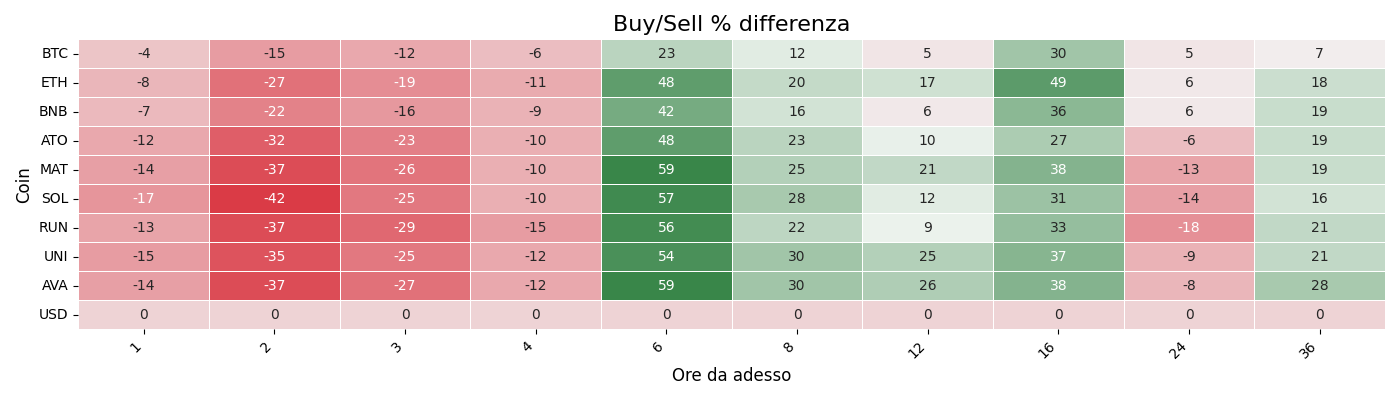 Buy/Sell % differenza
Coin
BTC -4 -15 -12 -6 23 12 5 30 5 7
ETH -8 -27 -19 -11 48 20 17 49 6 18
BNB -7 -22 -16 -9 42 16 6 36 6 19
ATO -12 -32 -23 -10 48 23 10 27 -6 19
MAT -14 -37 -26 -10 59 25 21 38 -13 19
SOL -17 -42 -25 -10 57 28 12 31 -14 16
RUN -13 -37 -29 -15 56 22 9 33 -18 21
UNI -15 -35 -25 -12 54 30 25 37 -9 21
AVA -14 -37 -27 -12 59 30 26 38 -8 28
USD 0 0 0 0 0 0 0 0 0 0
1 2 3 4 6 8 12 16 24 36
Ore da adesso